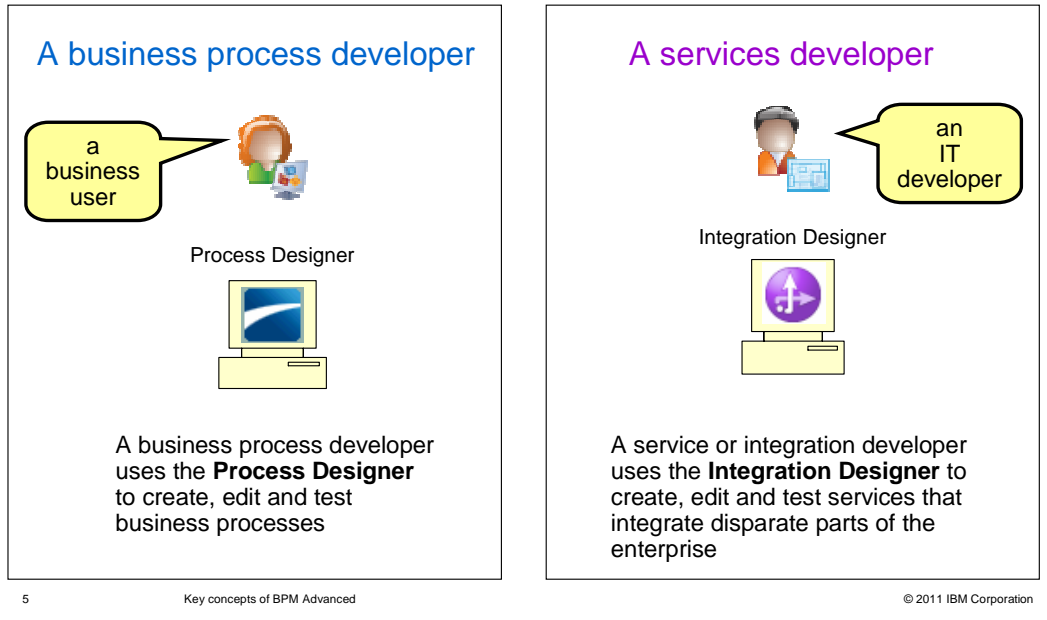 A business process developer
a
business
user
Process Designer
A business process developer
uses the Process Designer
to create, edit and test
business processes
A services developer
an
IT
developer
Integration Designer
A service or integration developer
uses the Integration Designer to
create, edit and test services that
integrate disparate parts of the
enterprise
5
Key concepts of BPM Advanced
© 2011 IBM Corporation